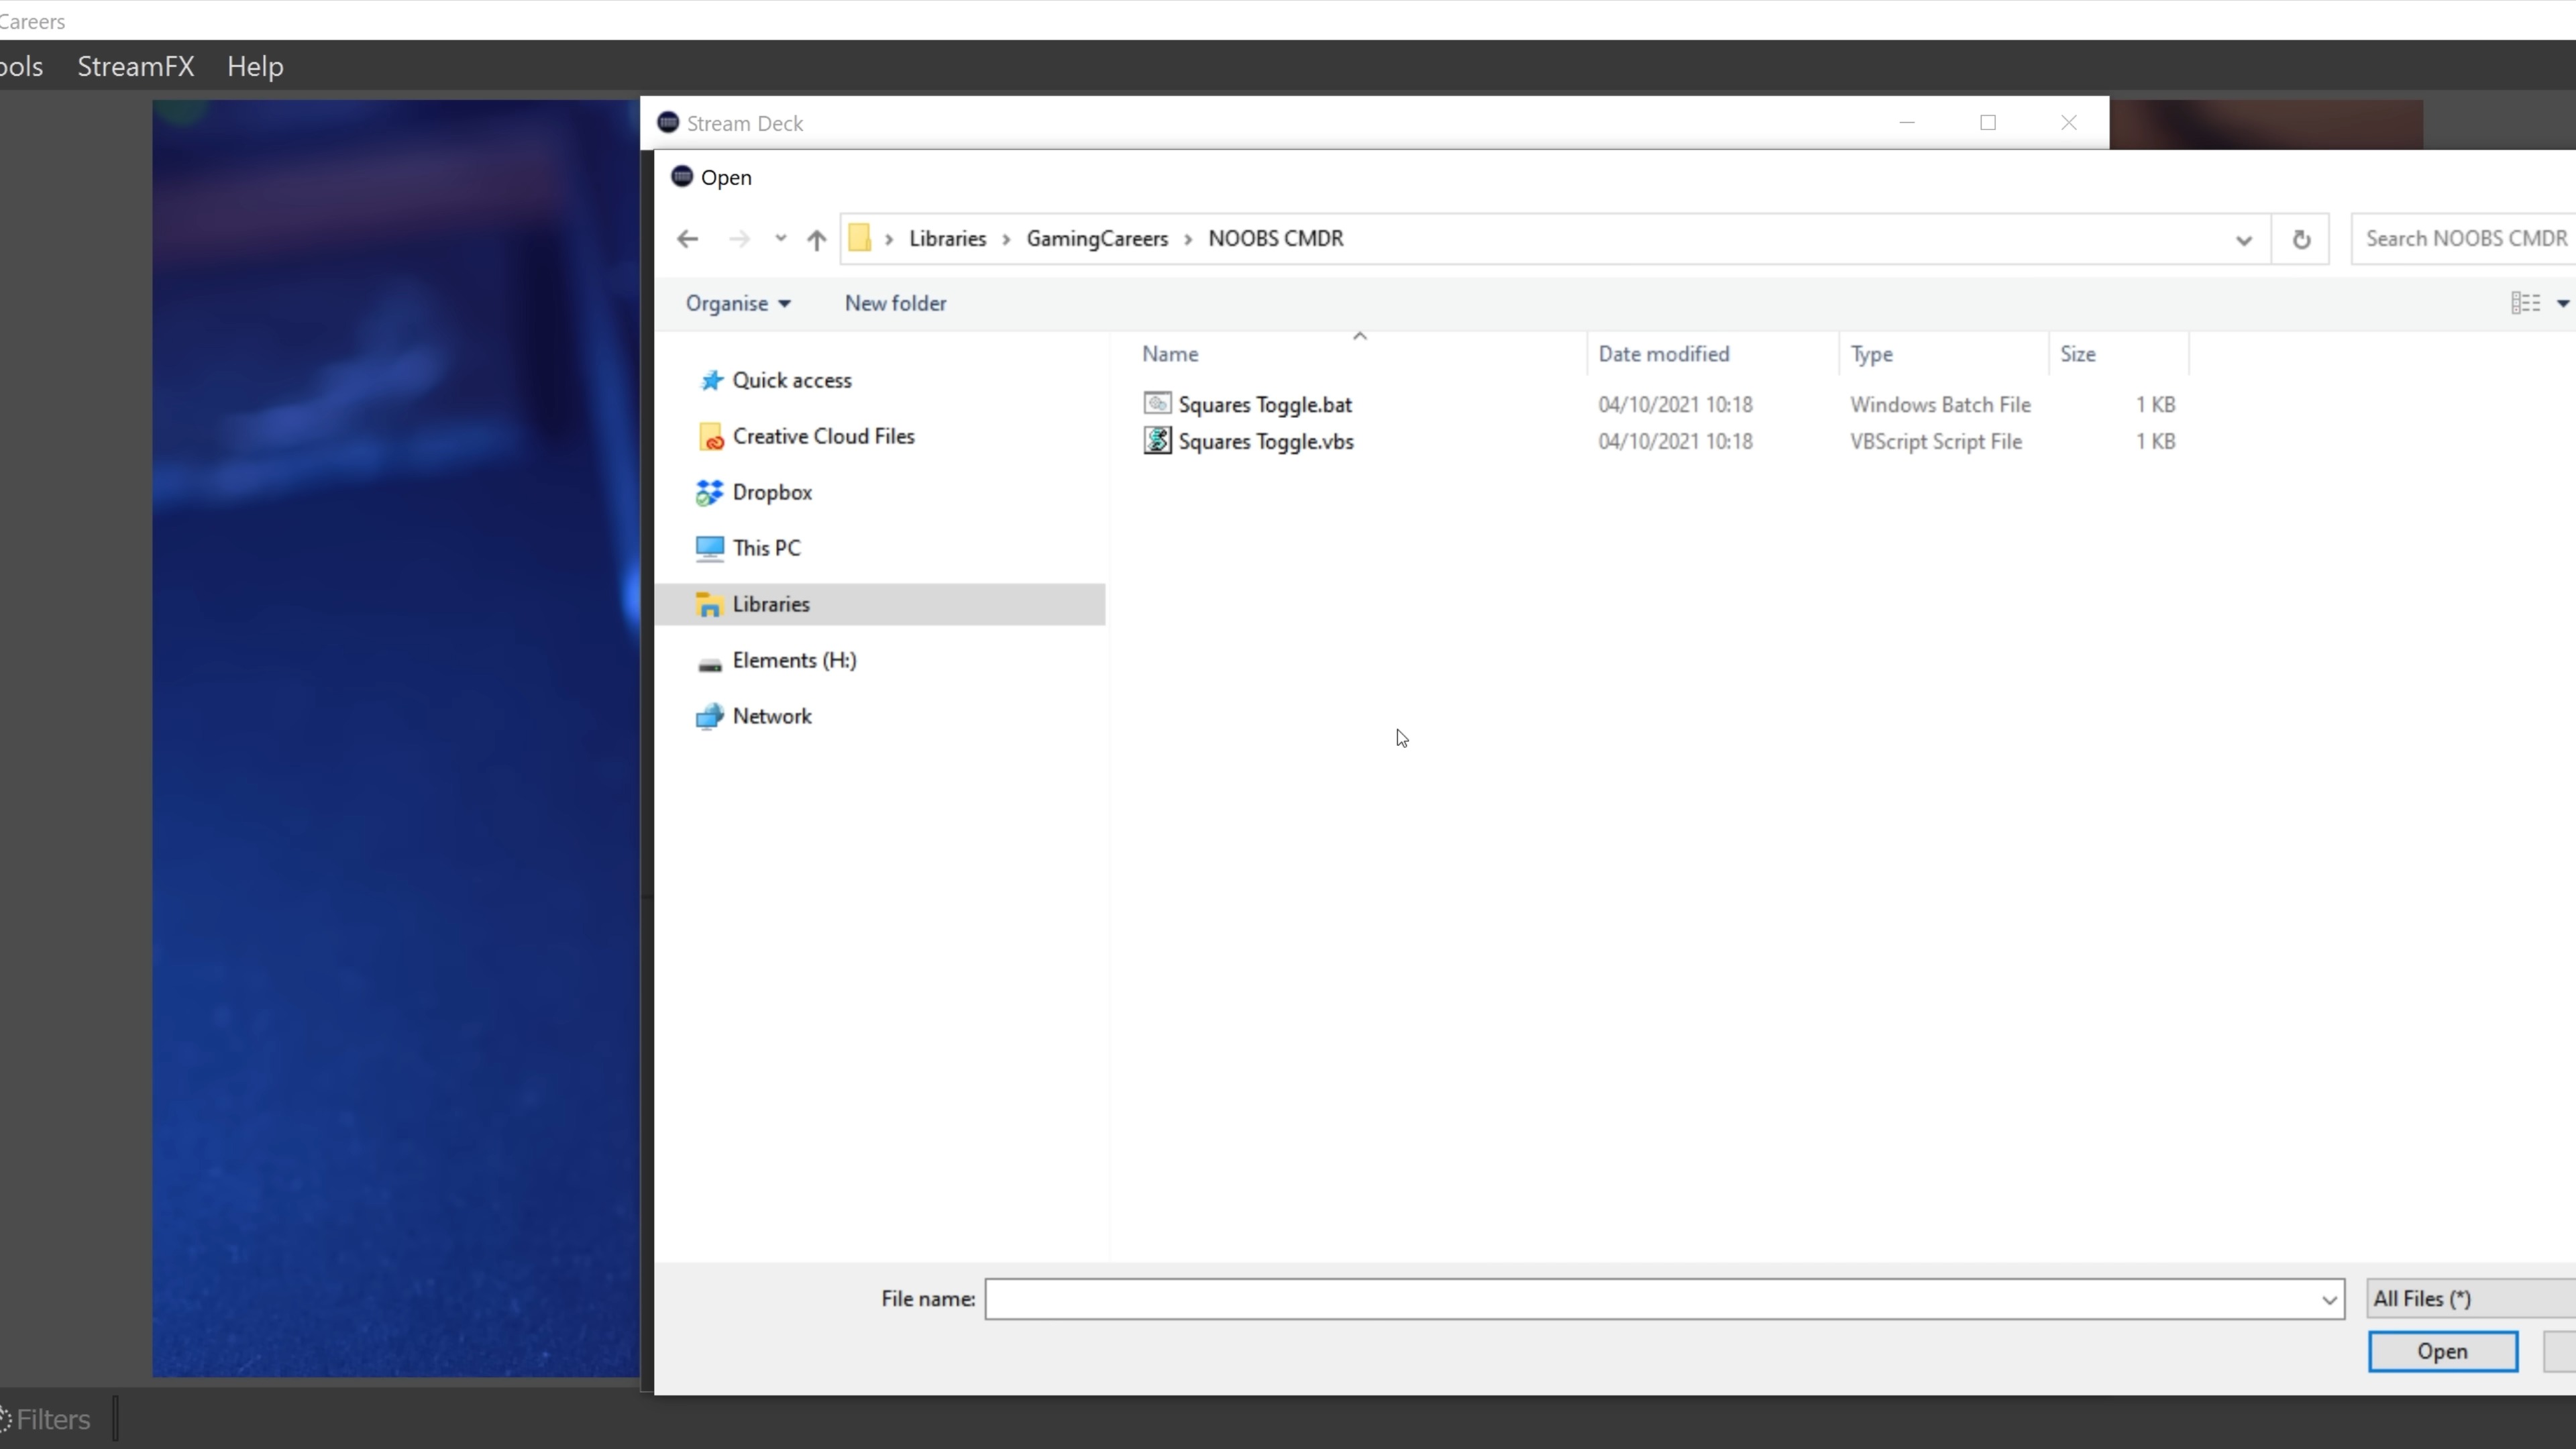 Careers
ools StreamFX Help
Stream Deck
Open
Libraries > GamingCareers > NOOBS CMDR
Search NOOBS CMDR
Organise New folder
Name Date modified Type Size
Squares Toggle.bat 04/10/2021 10:18 Windows Batch File 1 KB
Squares Toggle.vbs 04/10/2021 10:18 VBScript Script File 1 KB
Quick access
Creative Cloud Files
Dropbox
This PC
Libraries
Elements (H:)
Network
File name:
All Files (*)
Open
Filters